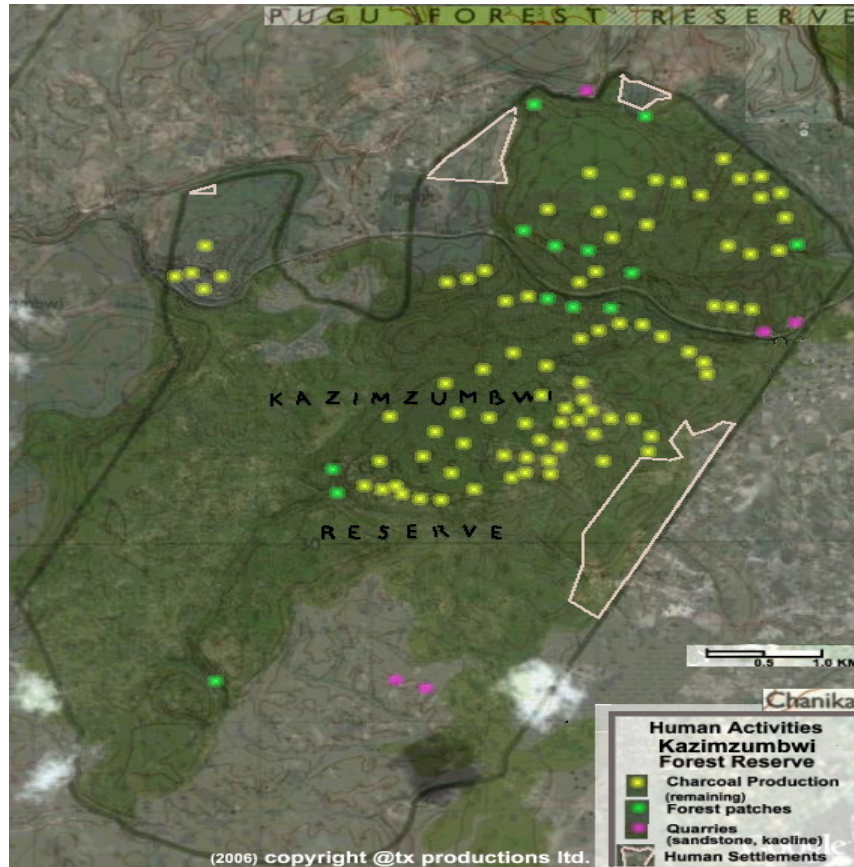 PUGU FOREST RESERVE
KAZIMZUMBWI
RESERVE
30
0.5 1.0 KM
Chanika
Human Activities
Kazimzumbwi
Forest Reserve
Charcoal Production
(remaining)
Forest patches
Quarries
(sandstone, kaoline)
Human Settlements
(2006) copyright @tx productions ltd.